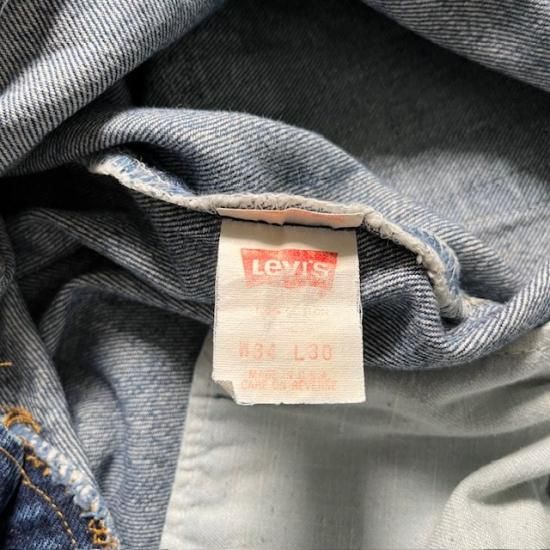 Levi's
W34 L30
MADE IN U.S.A.
CARE ON REVERSE